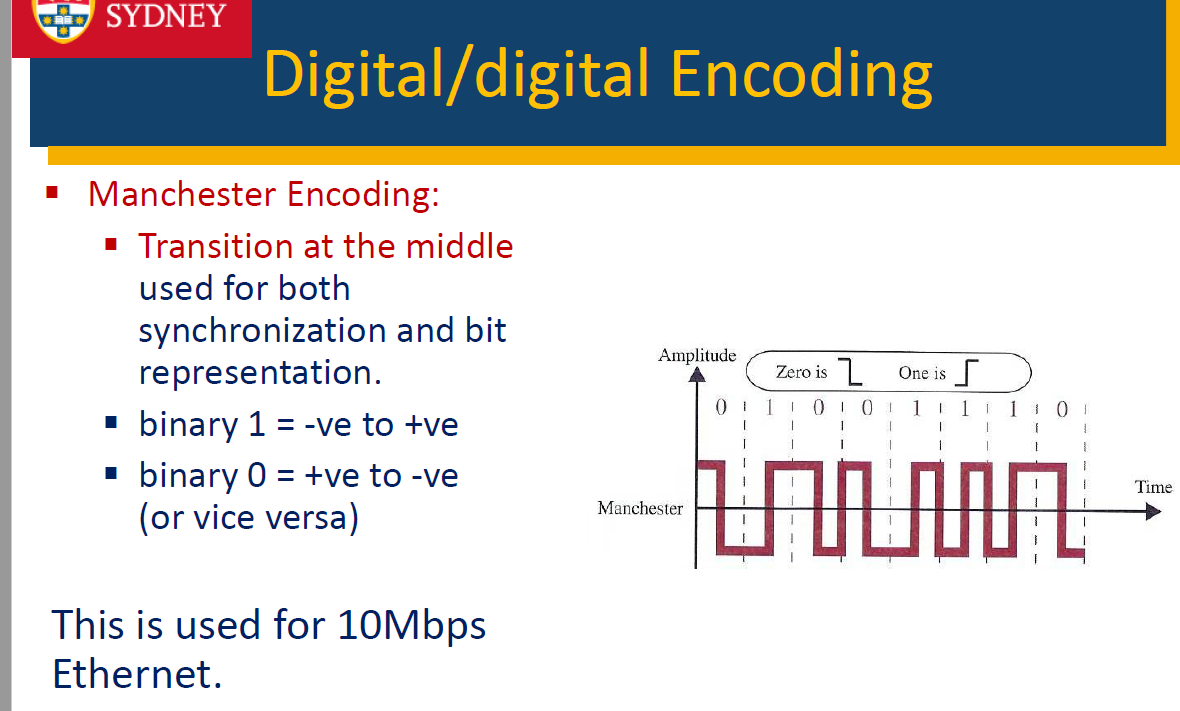 SYDNEY
Digital/digital Encoding
Manchester Encoding:
Transition at the middle
used for both
synchronization and bit
representation.
binary 1 = -ve to +ve
binary 0 = +ve to -ve
(or vice versa)
This is used for 10Mbps
Ethernet.
Amplitude
Zero is One is
0 1 0 0 1 1 1 0
Time
Manchester